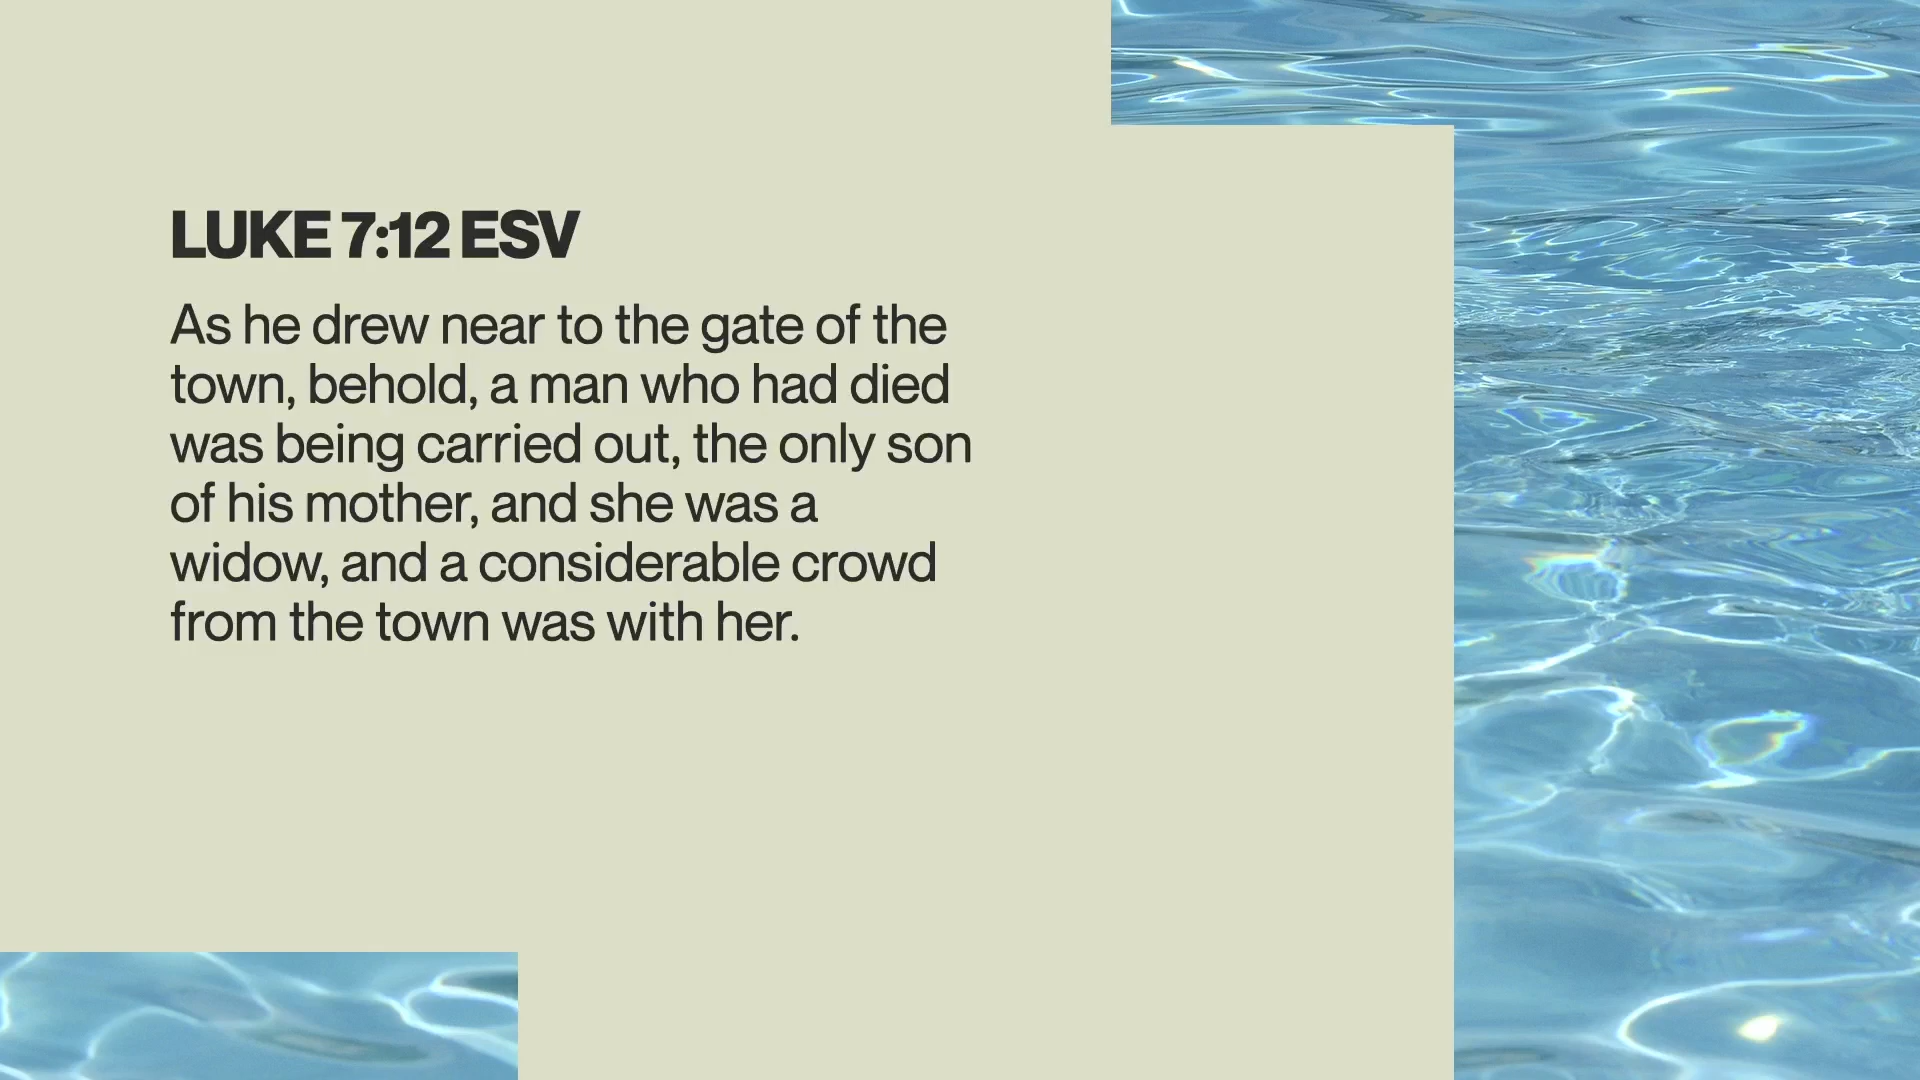 LUKE 7:12 ESV
As he drew near to the gate of the
town, behold, a man who had died
was being carried out, the only son
of his mother, and she was a
widow, and a considerable crowd
from the town was with her.